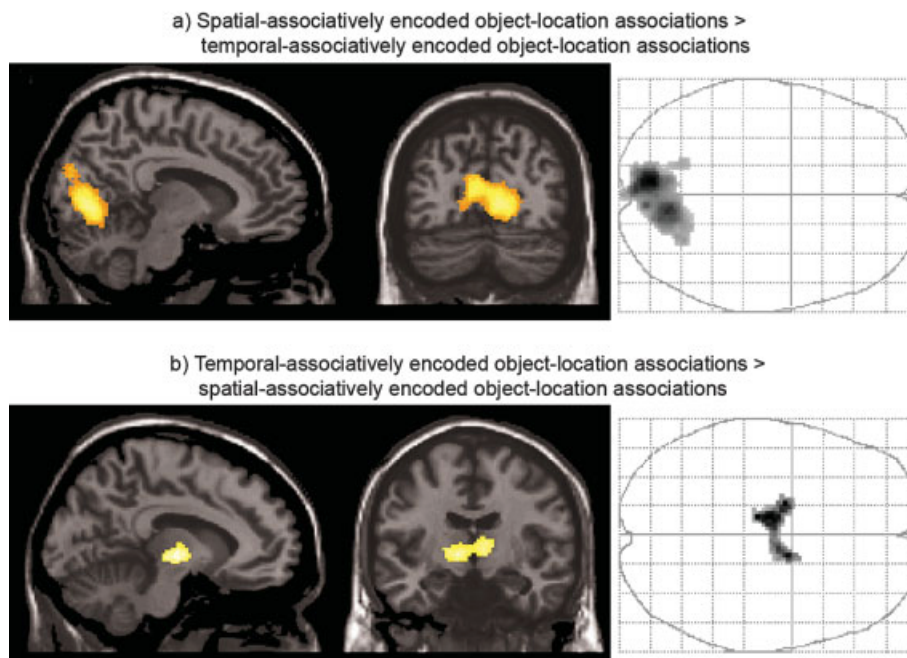 a) Spatial-associatively encoded object-location associations >
temporal-associatively encoded object-location associations
b) Temporal-associatively encoded object-location associations >
spatial-associatively encoded object-location associations